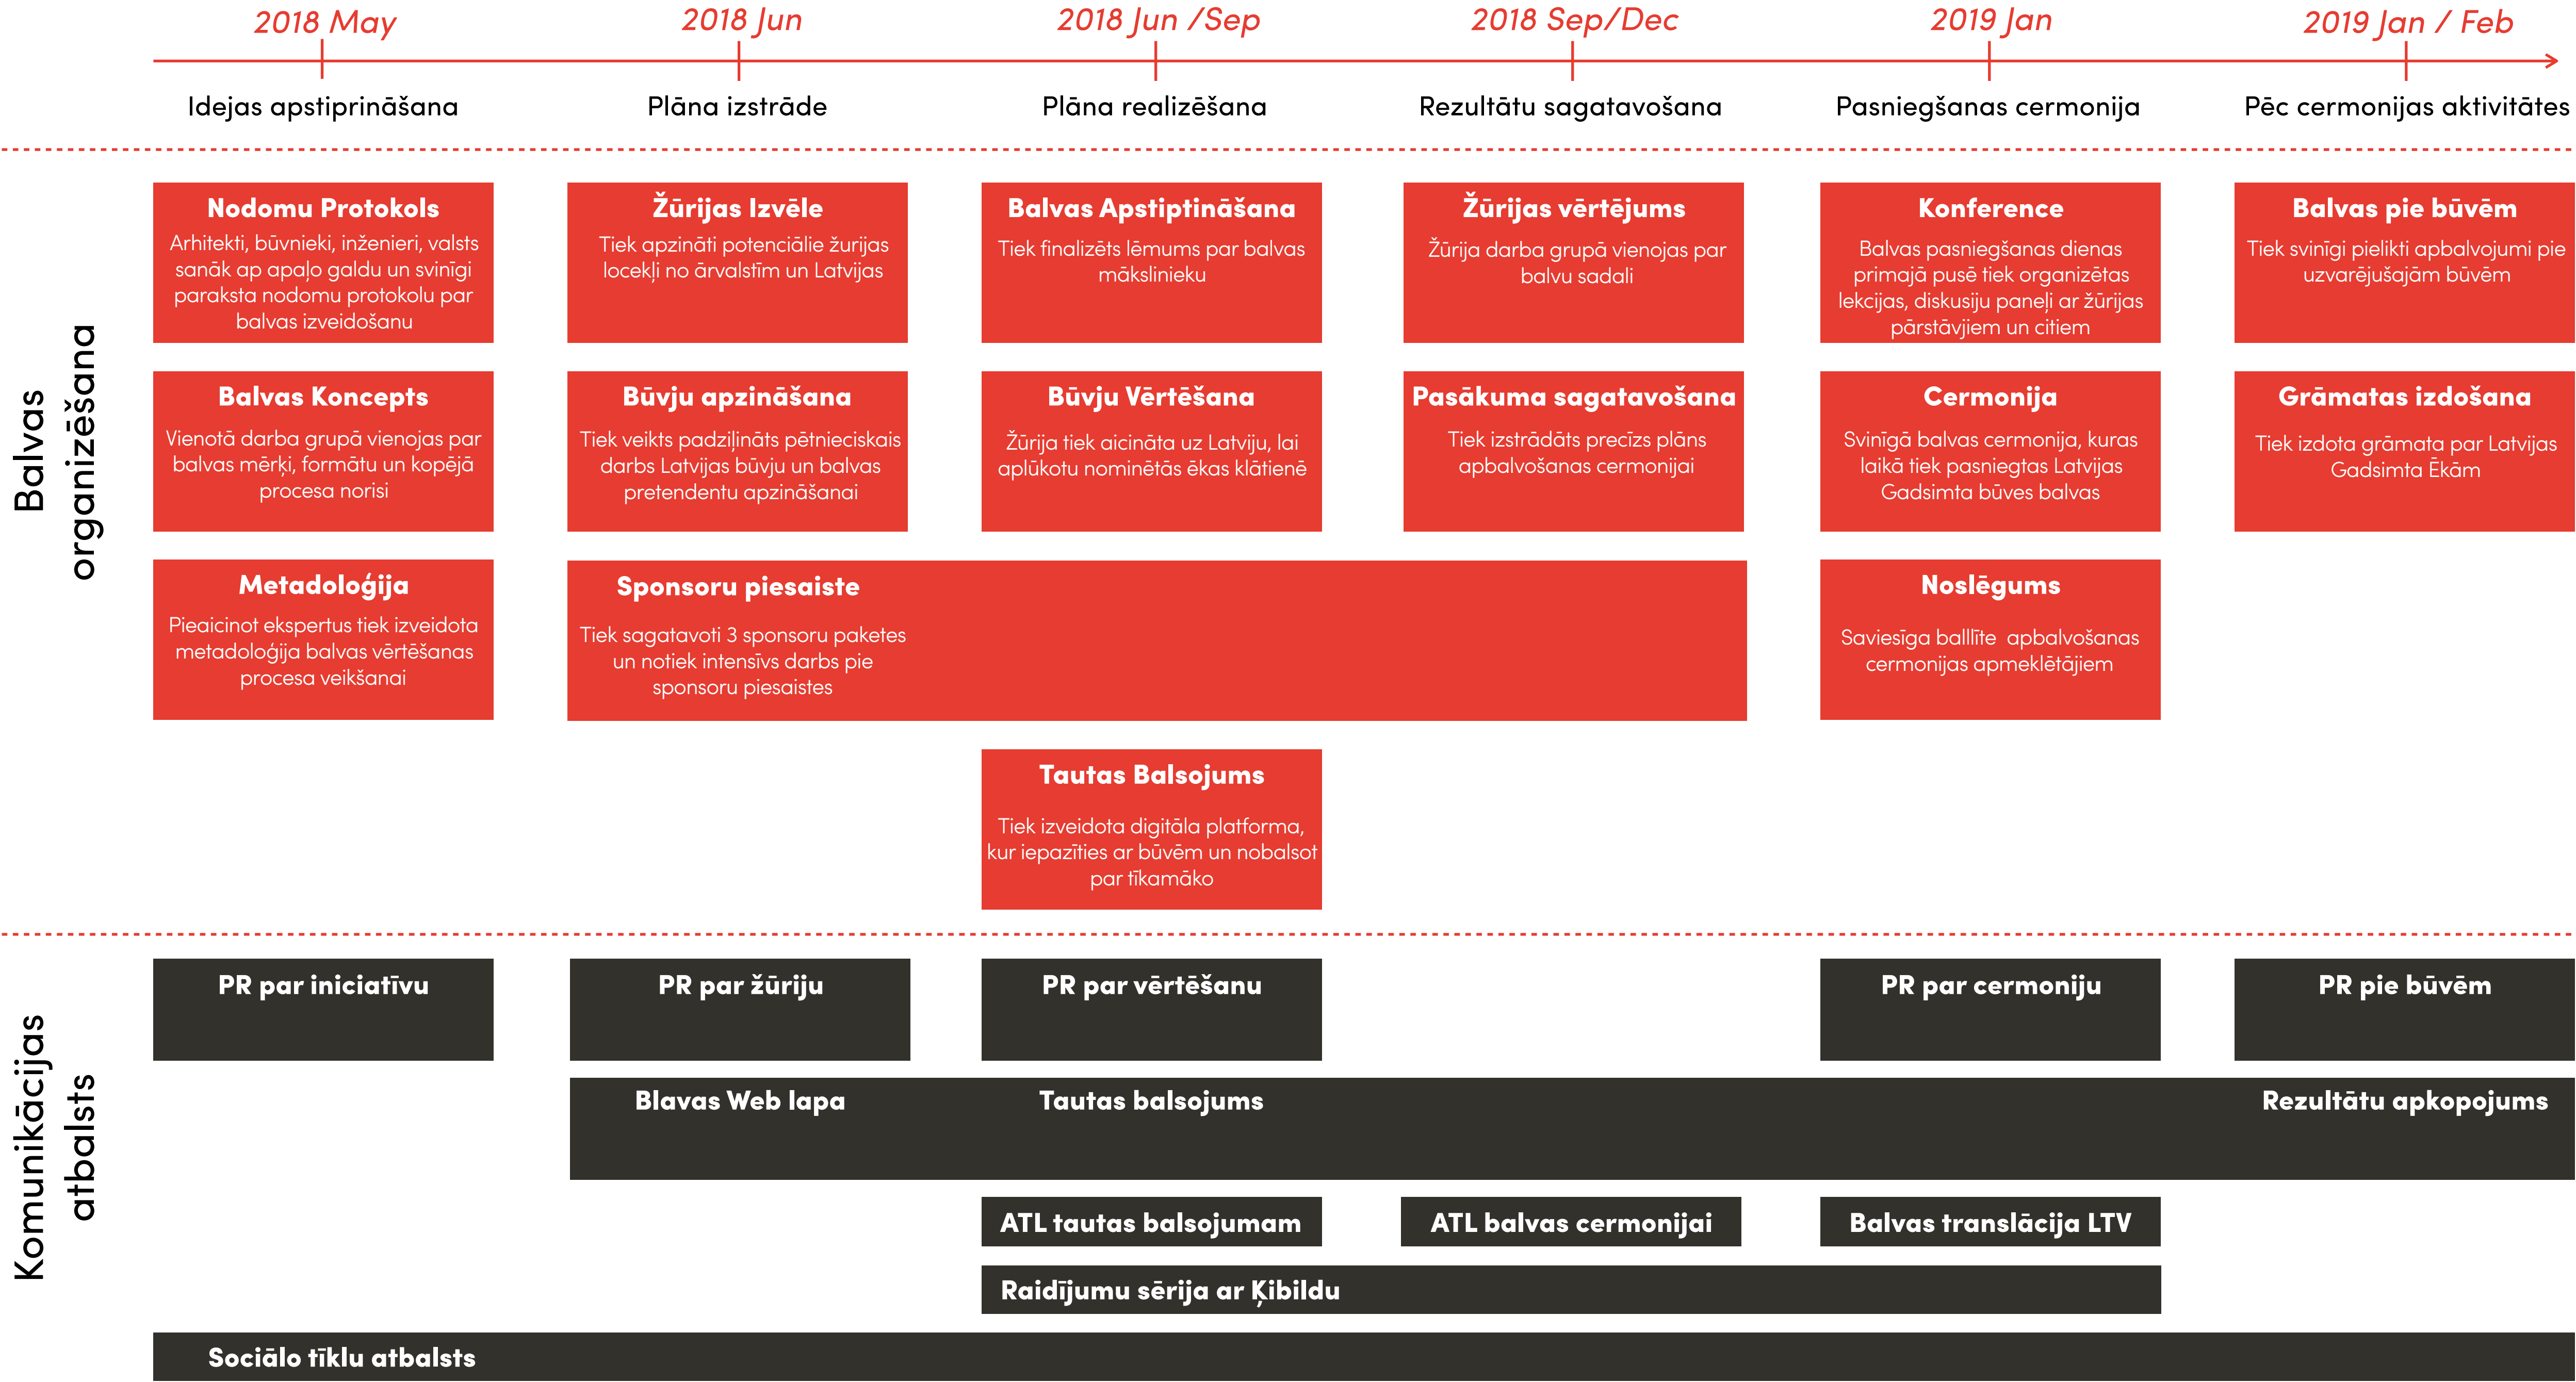 2018 May
2018 Jun
2018 Jun /Sep
2018 Sep/Dec
2019 Jan
2019 Jan / Feb
Idejas apstiprināšana
Plāna izstrāde
Plāna realizēšana
Rezultātu sagatavošana
Pasniegšanas cermonija
Pēc cermonijas aktivitātes
Balvas
organizēšana
Nodomu Protokols
Arhitekti, būvnieki, inženieri, valsts
sanāk ap apaļo galdu un svinīgi
paraksta nodomu protokolu par
balvas izveidošanu
Žūrijas Izvēle
Tiek apzināti potenciālie žurijas
locekļi no ārvalstīm un Latvijas
Balvas Apstiptināšana
Tiek finalizēts lēmums par balvas
mākslinieku
Žūrijas vērtējums
Žūrija darba grupā vienojas par
balvu sadali
Konference
Balvas pasniegšanas dienas
primajā pusē tiek organizētas
lekcijas, diskusiju paneļi ar žūrijas
pārstāvjiem un citiem
Balvas pie būvēm
Tiek svinīgi pielikti apbalvojumi pie
uzvarējušajām būvēm
Balvas Koncepts
Vienotā darba grupā vienojas par
balvas mērķi, formātu un kopējā
procesa norisi
Būvju apzināšana
Tiek veikts padziļināts pētnieciskais
darbs Latvijas būvju un balvas
pretendentu apzināšanai
Būvju Vērtēšana
Žūrija tiek aicināta uz Latviju, lai
aplūkotu nominētās ēkas klātienē
Pasākuma sagatavošana
Tiek izstrādāts precīzs plāns
apbalvošanas cermonijai
Cermonija
Svinīgā balvas cermonija, kuras
laikā tiek pasniegtas Latvijas
Gadsimta būves balvas
Grāmatas izdošana
Tiek izdota grāmata par Latvijas
Gadsimta Ēkām
Metadoloģija
Pieaicinot ekspertus tiek izveidota
metadoloģija balvas vērtēšanas
procesa veikšanai
Sponsoru piesaiste
Tiek sagatavoti 3 sponsoru paketes
un notiek intensīvs darbs pie
sponsoru piesaistes
Noslēgums
Saviesīga balllīte apbalvošanas
cermonijas apmeklētājiem
Tautas Balsojums
Tiek izveidota digitāla platforma,
kur iepazīties ar būvēm un nobalsot
par tīkamāko
Komunikācijas
atbalsts
PR par iniciatīvu
PR par žūriju
PR par vērtēšanu
PR par cermoniju
PR pie būvēm
Blavas Web lapa
Tautas balsojums
Rezultātu apkopojums
ATL tautas balsojumam
ATL balvas cermonijai
Balvas translācija LTV
Raidījumu sērija ar Ķibildu
Sociālo tīklu atbalsts